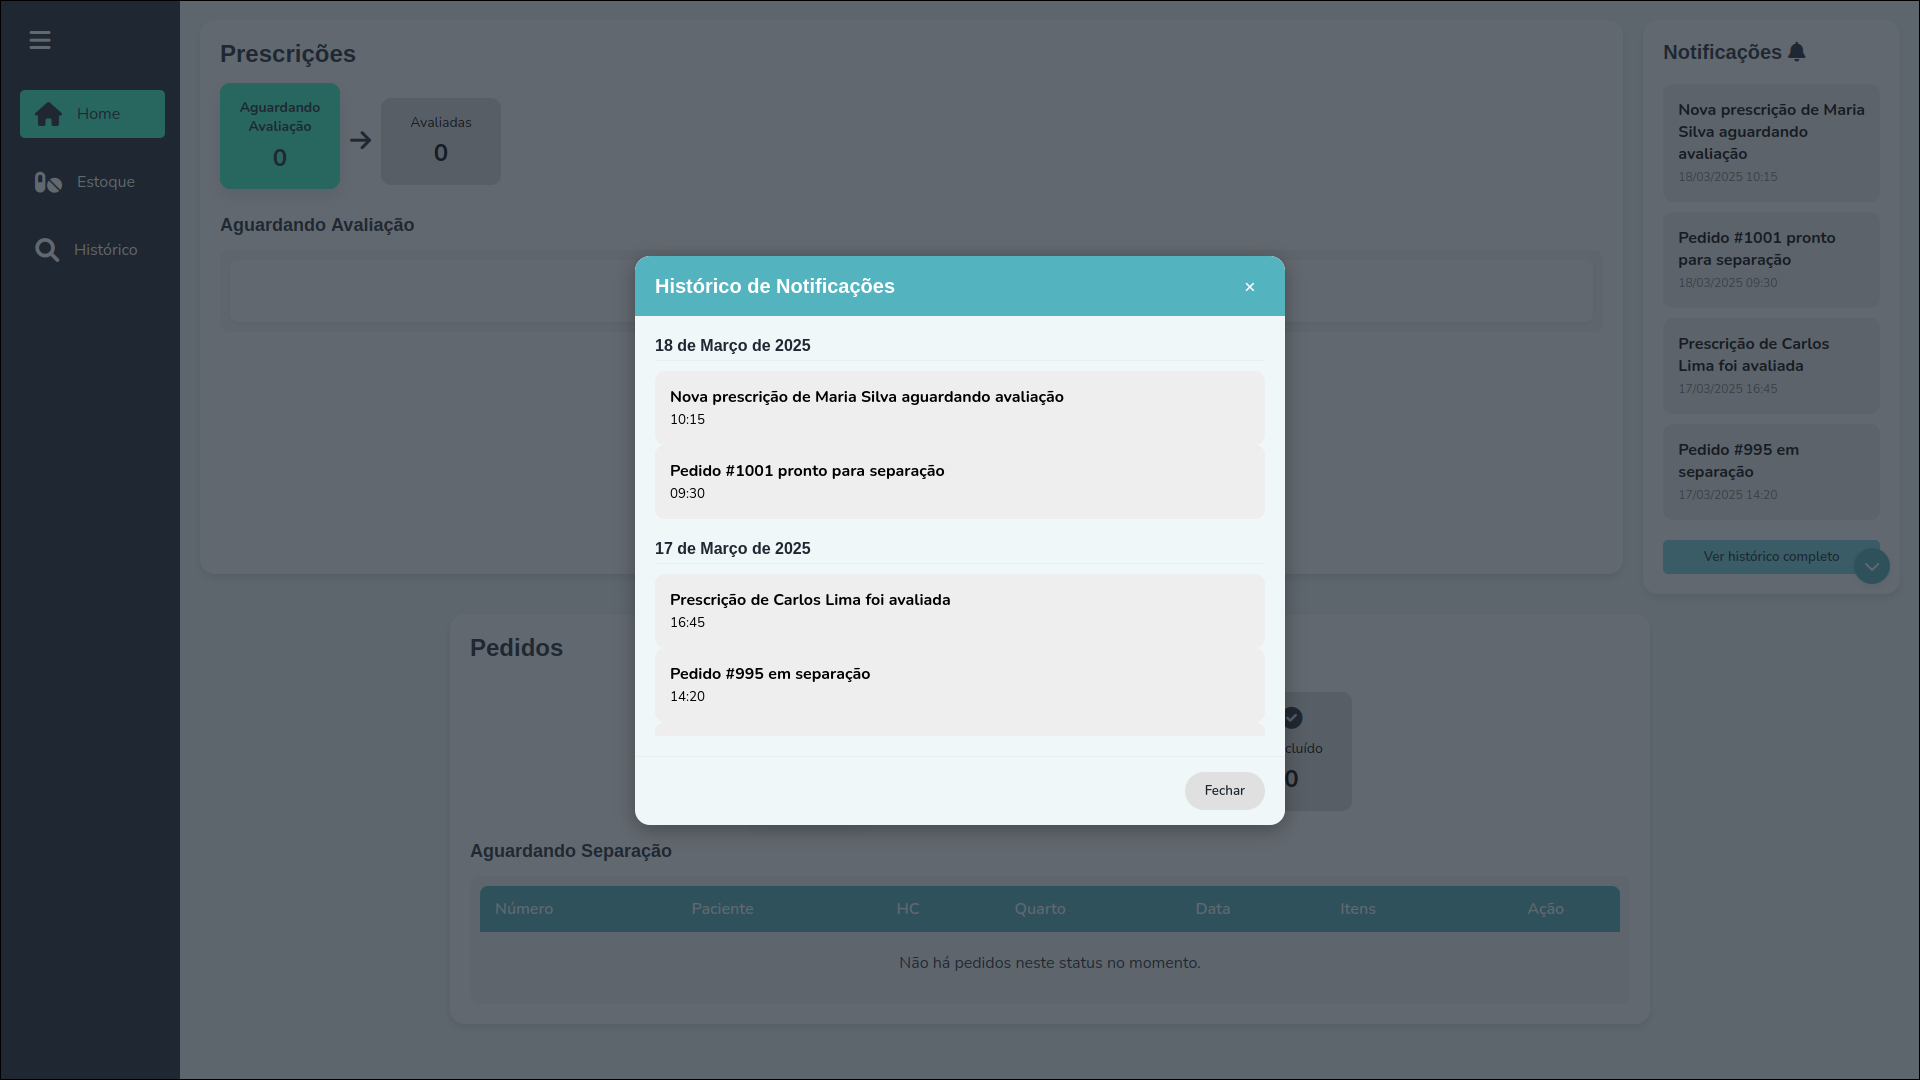 Home
Estoque
Histórico
Prescrições
Aguardando
Avaliação
0
Avaliadas
0
Aguardando Avaliação
Notificações
Nova prescrição de Maria
Silva aguardando
avaliação
18/03/2025 10:15
Pedido #1001 pronto
para separação
18/03/2025 09:30
Prescrição de Carlos
Lima foi avaliada
17/03/2025 16:45
Pedido #995 em
separação
17/03/2025 14:20
Ver histórico completo
Histórico de Notificações
×
18 de Março de 2025
Nova prescrição de Maria Silva aguardando avaliação
10:15
Pedido #1001 pronto para separação
09:30
17 de Março de 2025
Prescrição de Carlos Lima foi avaliada
16:45
Pedido #995 em separação
14:20
Fechar
Pedidos
cluído
0
Aguardando Separação
Número Paciente HC Quarto Data Itens Ação
Não há pedidos neste status no momento.